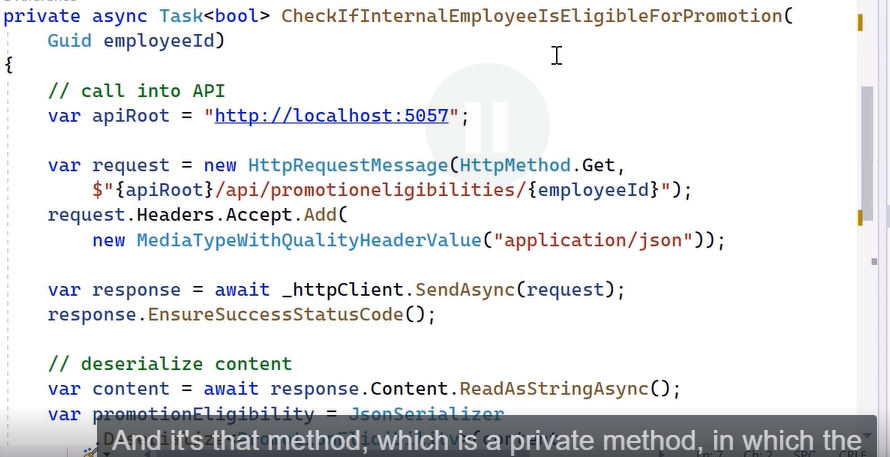 private async Task<bool> CheckIfInternalEmployeeIsEligibleForPromotion(
Guid employeeId)
{
// call into API
var apiRoot = "http://localhost:5057";
var request = new HttpRequestMessage(HttpMethod.Get,
$"{apiRoot}/api/promotioneligibilities/{employeeId}");
request.Headers.Accept.Add(
new MediaTypeWithQualityHeaderValue("application/json"));
var response = await _httpClient.SendAsync(request);
response.EnsureSuccessStatusCode();
// deserialize content
var content = await response.Content.ReadAsStringAsync();
var promotionEligibility = JsonSerializer
And it's that method, which is a private method, in which the